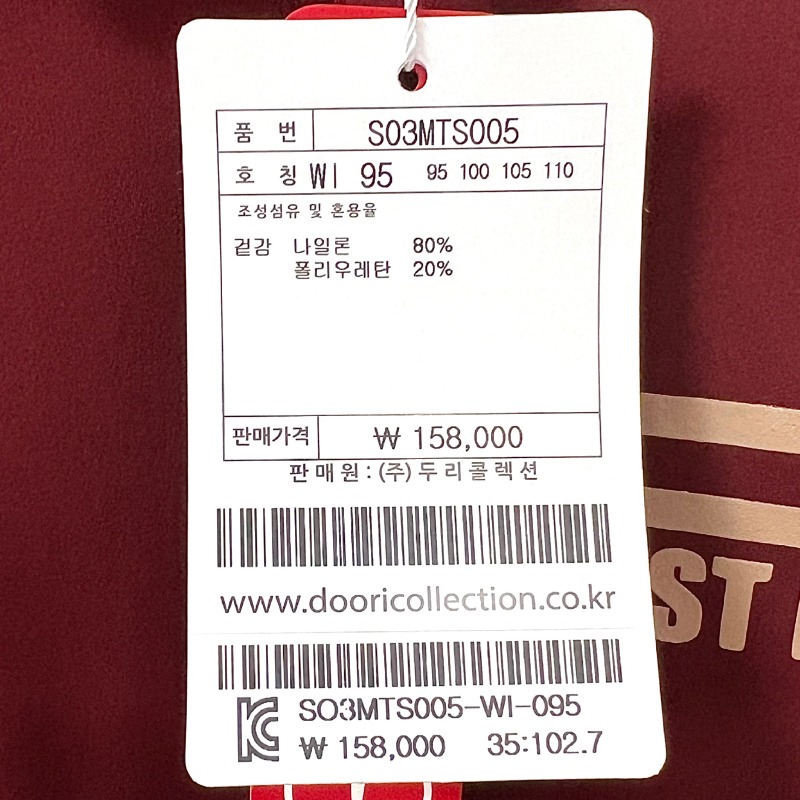 품 번 S03MTS005
호 칭 WI 95 95 100 105 110
조성섬유 및 혼용율
겉감 나일론 80%
폴리우레탄 20%
판매가격 ₩ 158,000
판매원 : (주)두리콜렉션
www.dooricollection.co.kr
SO3MTS005-WI-095
₩ 158,000 35:102.7
ST